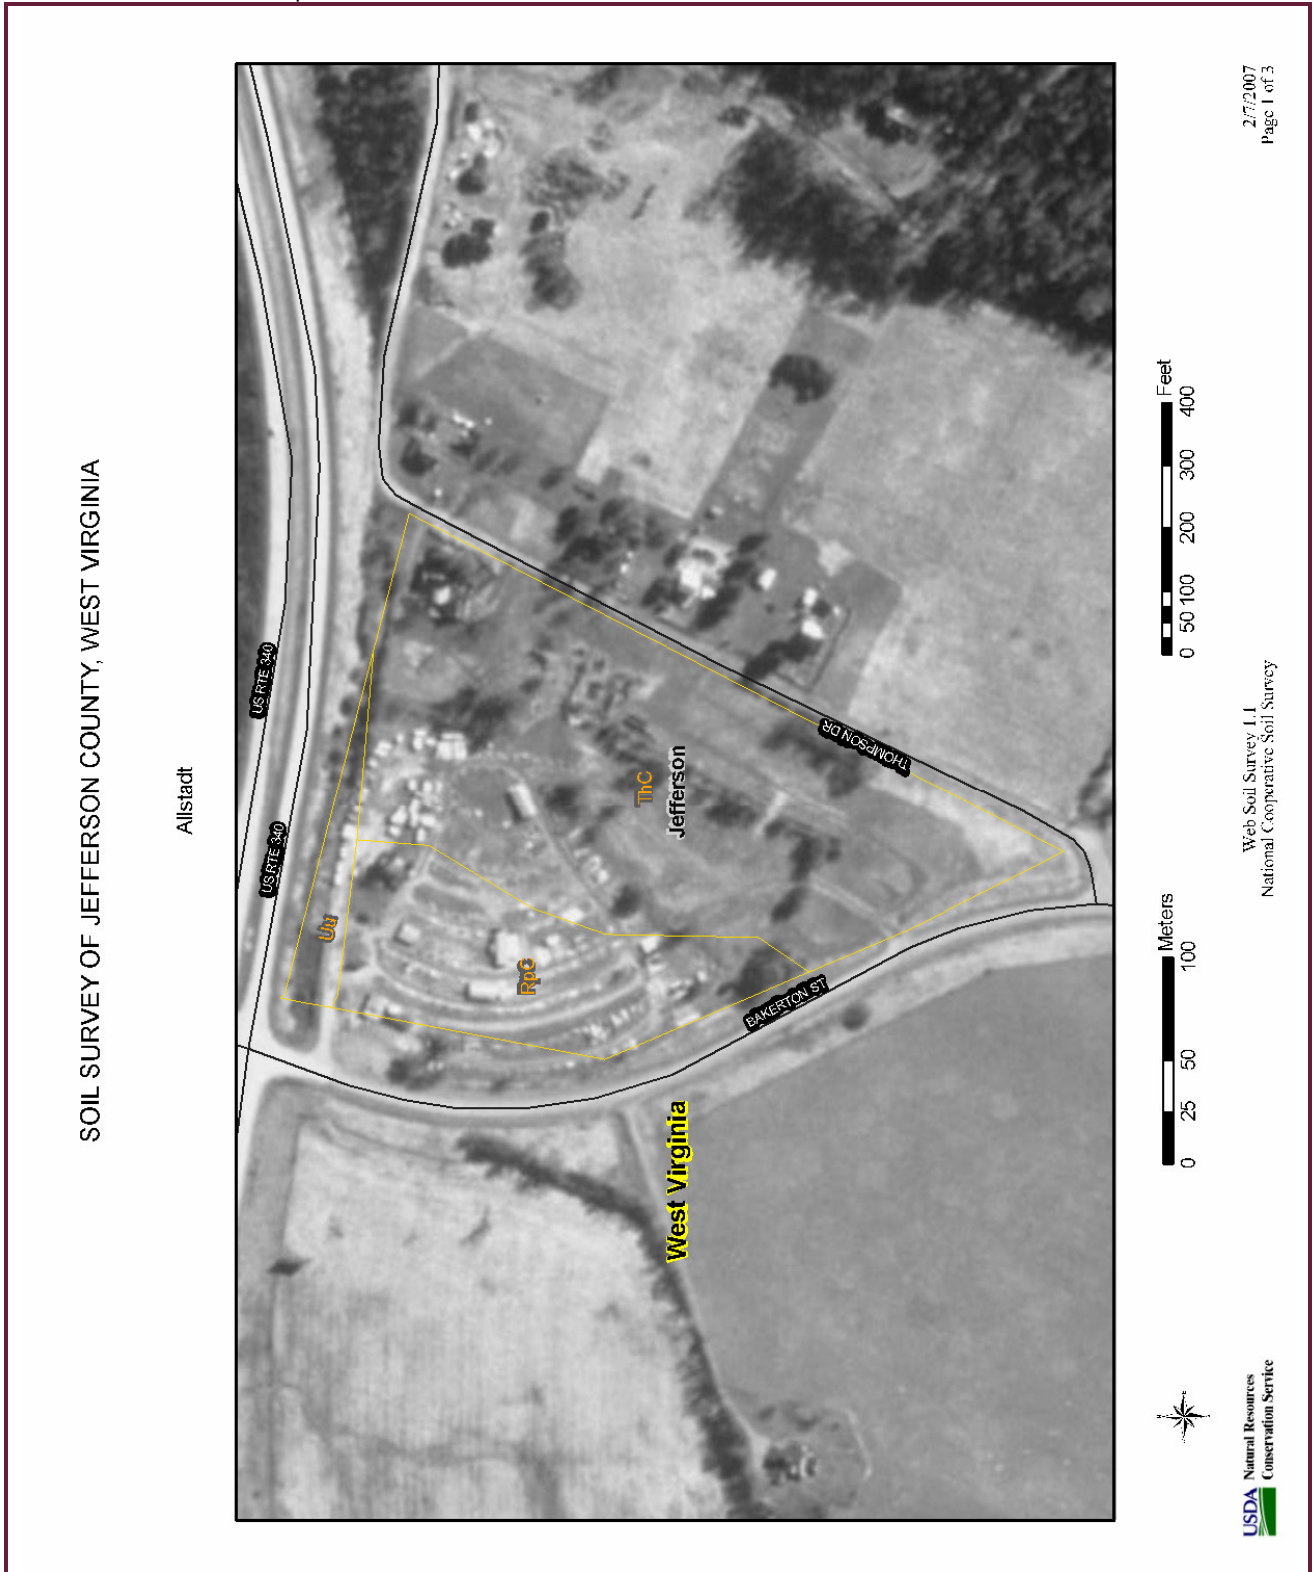 SOIL SURVEY OF JEFFERSON COUNTY, WEST VIRGINIA
Allstadt
US RTE 340
US RTE 340
RpC
ThC
Jefferson
West Virginia
BAKERTON ST
THOMPSON DR
Meters
0 25 50 100
Feet
0 50 100 200 300 400
USDA Natural Resources
Conservation Service
Web Soil Survey 1.1
National Cooperative Soil Survey
2/7/2007
Page 1 of 3